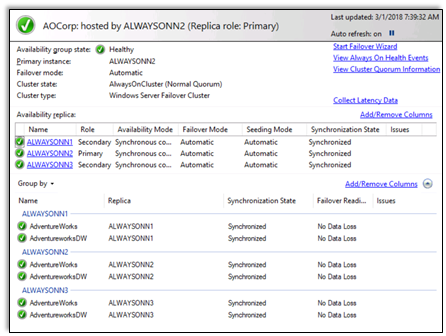 AOCorp: hosted by ALWAYSONN2 (Replica role: Primary)
Last updated: 3/1/2018 7:39:32 AM
Auto refresh: on
Availability group state: Healthy
Primary instance: ALWAYSONN2
Failover mode: Automatic
Cluster state: AlwaysOnCluster (Normal Quorum)
Cluster type: Windows Server Failover Cluster
Start Failover Wizard
View Always On Health Events
View Cluster Quorum Information
Collect Latency Data
Availability replica: Add/Remove Columns
Name Role Availability Mode Failover Mode Seeding Mode Synchronization State Issues
ALWAYSONN1 Secondary Synchronous co... Automatic Automatic Synchronized
ALWAYSONN2 Primary Synchronous co... Automatic Automatic Synchronized
ALWAYSONN3 Secondary Synchronous co... Automatic Automatic Synchronized
Group by Add/Remove Columns
Name Replica Synchronization State Failover Readi... Issues
ALWAYSONN1
AdventureWorks ALWAYSONN1 Synchronized No Data Loss
AdventureworksDW ALWAYSONN1 Synchronized No Data Loss
ALWAYSONN2
AdventureWorks ALWAYSONN2 Synchronized No Data Loss
AdventureworksDW ALWAYSONN2 Synchronized No Data Loss
ALWAYSONN3
AdventureWorks ALWAYSONN3 Synchronized No Data Loss
AdventureworksDW ALWAYSONN3 Synchronized No Data Loss